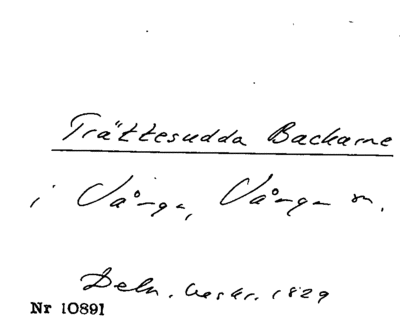 Trättesudda Backarne
i Vånga, Vånga sn.
Deln. beskr. 1829
Nr 10891